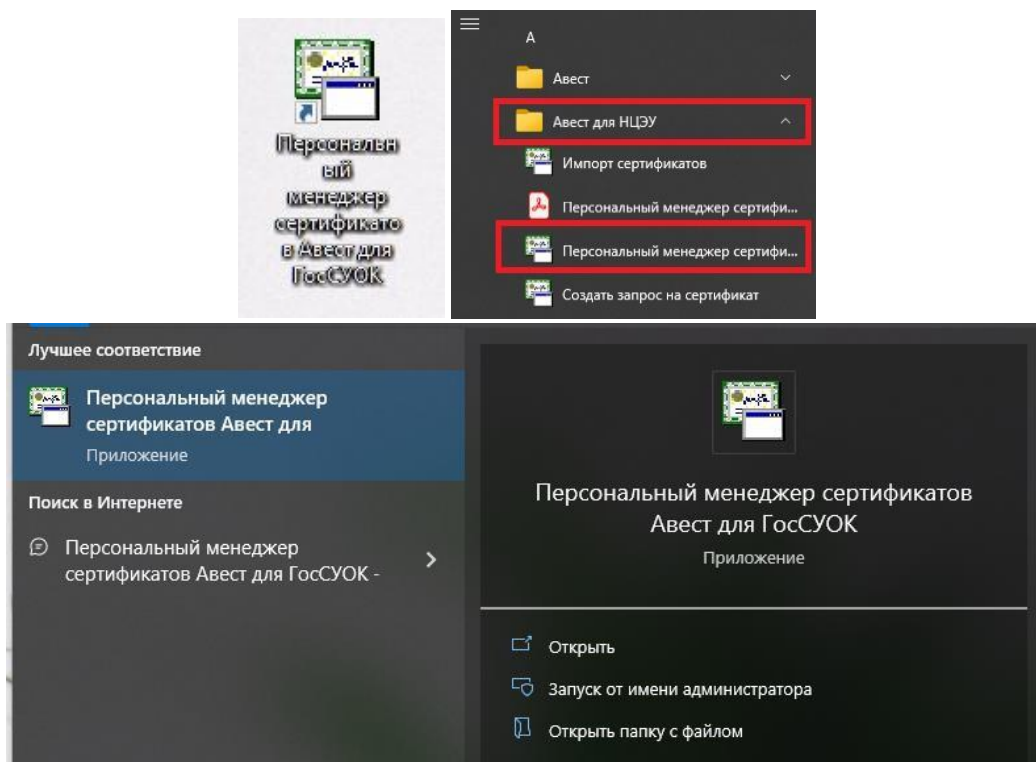 Персональн
ый
менеджер
сертификато
в Авест для
ГосСУОК
А
Авест
Авест для НЦЭУ
Импорт сертификатов
Персональный менеджер сертифи...
Персональный менеджер сертифи...
Создать запрос на сертификат
Лучшее соответствие
Персональный менеджер
сертификатов Авест для
Приложение
Поиск в Интернете
Персональный менеджер
сертификатов Авест для ГосСУОК -
Персональный менеджер сертификатов
Авест для ГосСУОК
Приложение
Открыть
Запуск от имени администратора
Открыть папку с файлом